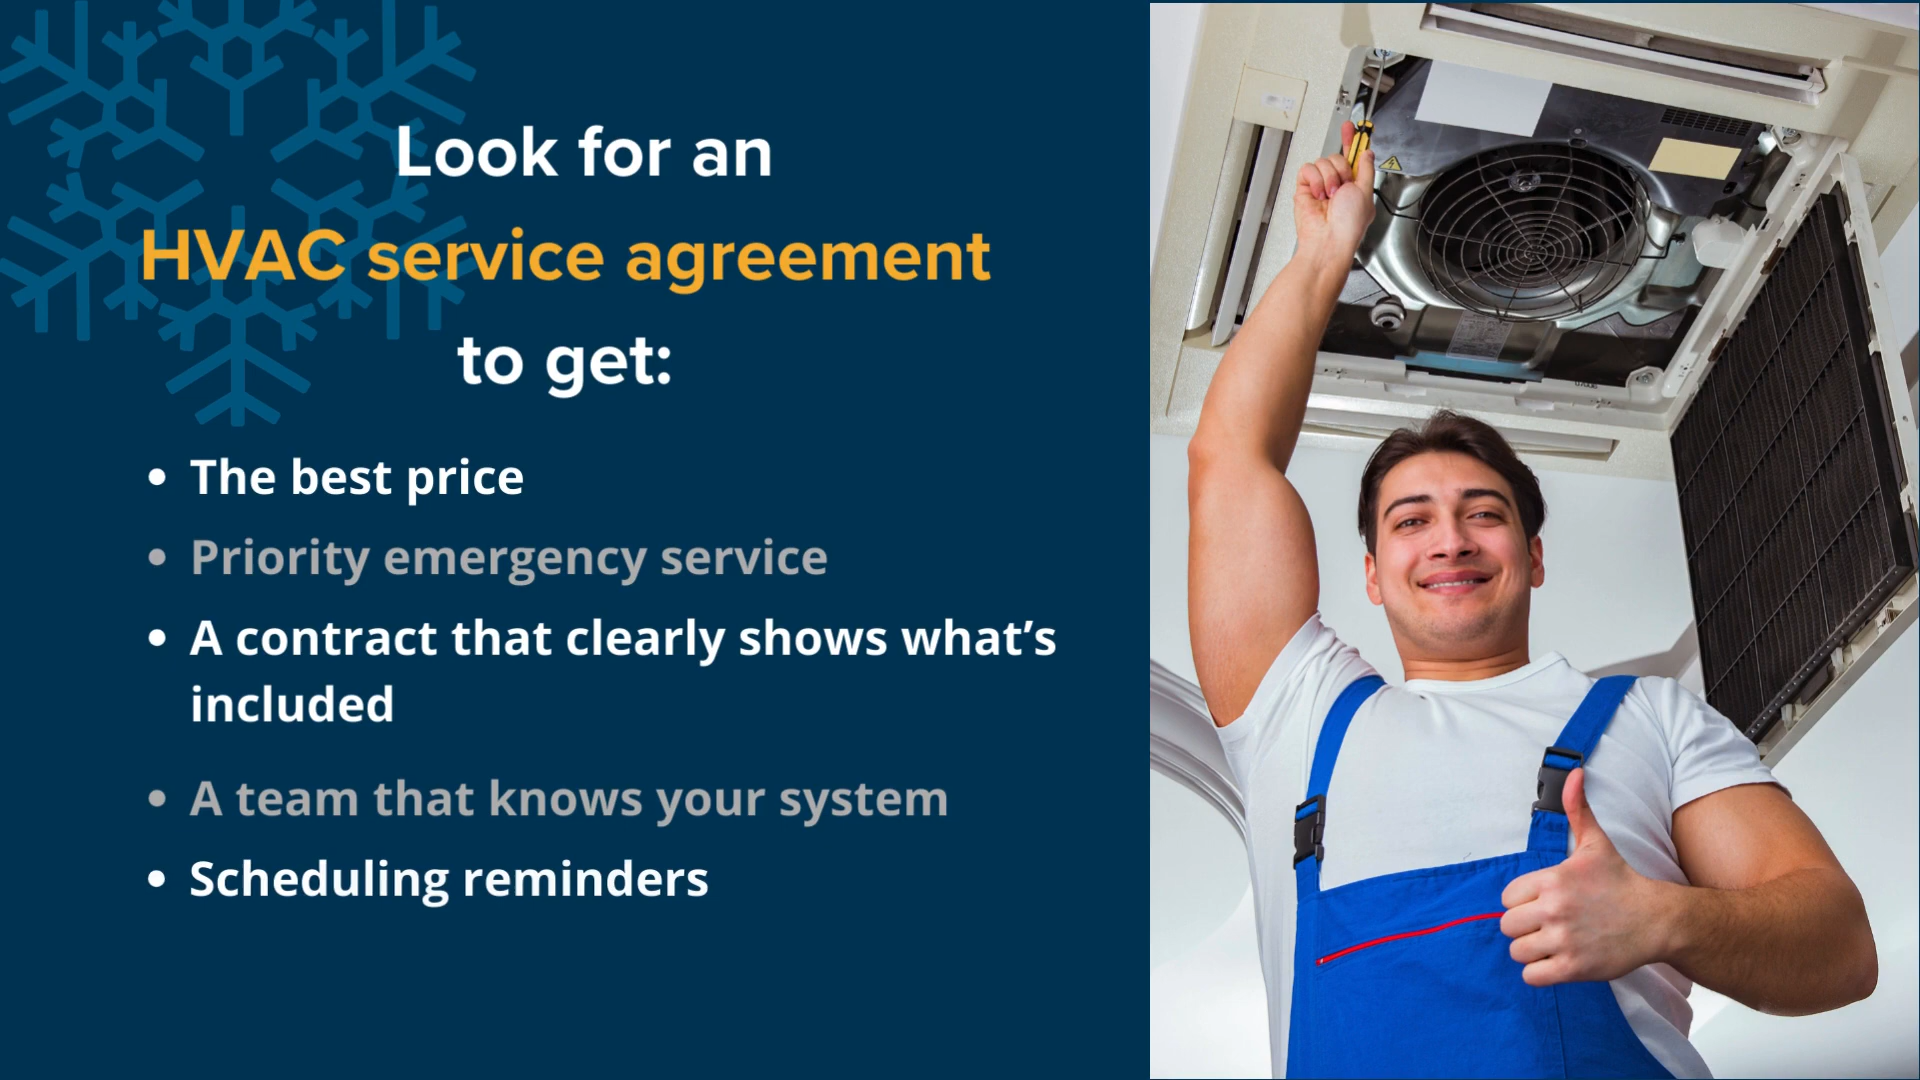 Look for an
HVAC service agreement
to get:
• The best price
• Priority emergency service
• A contract that clearly shows what’s
included
• A team that knows your system
• Scheduling reminders